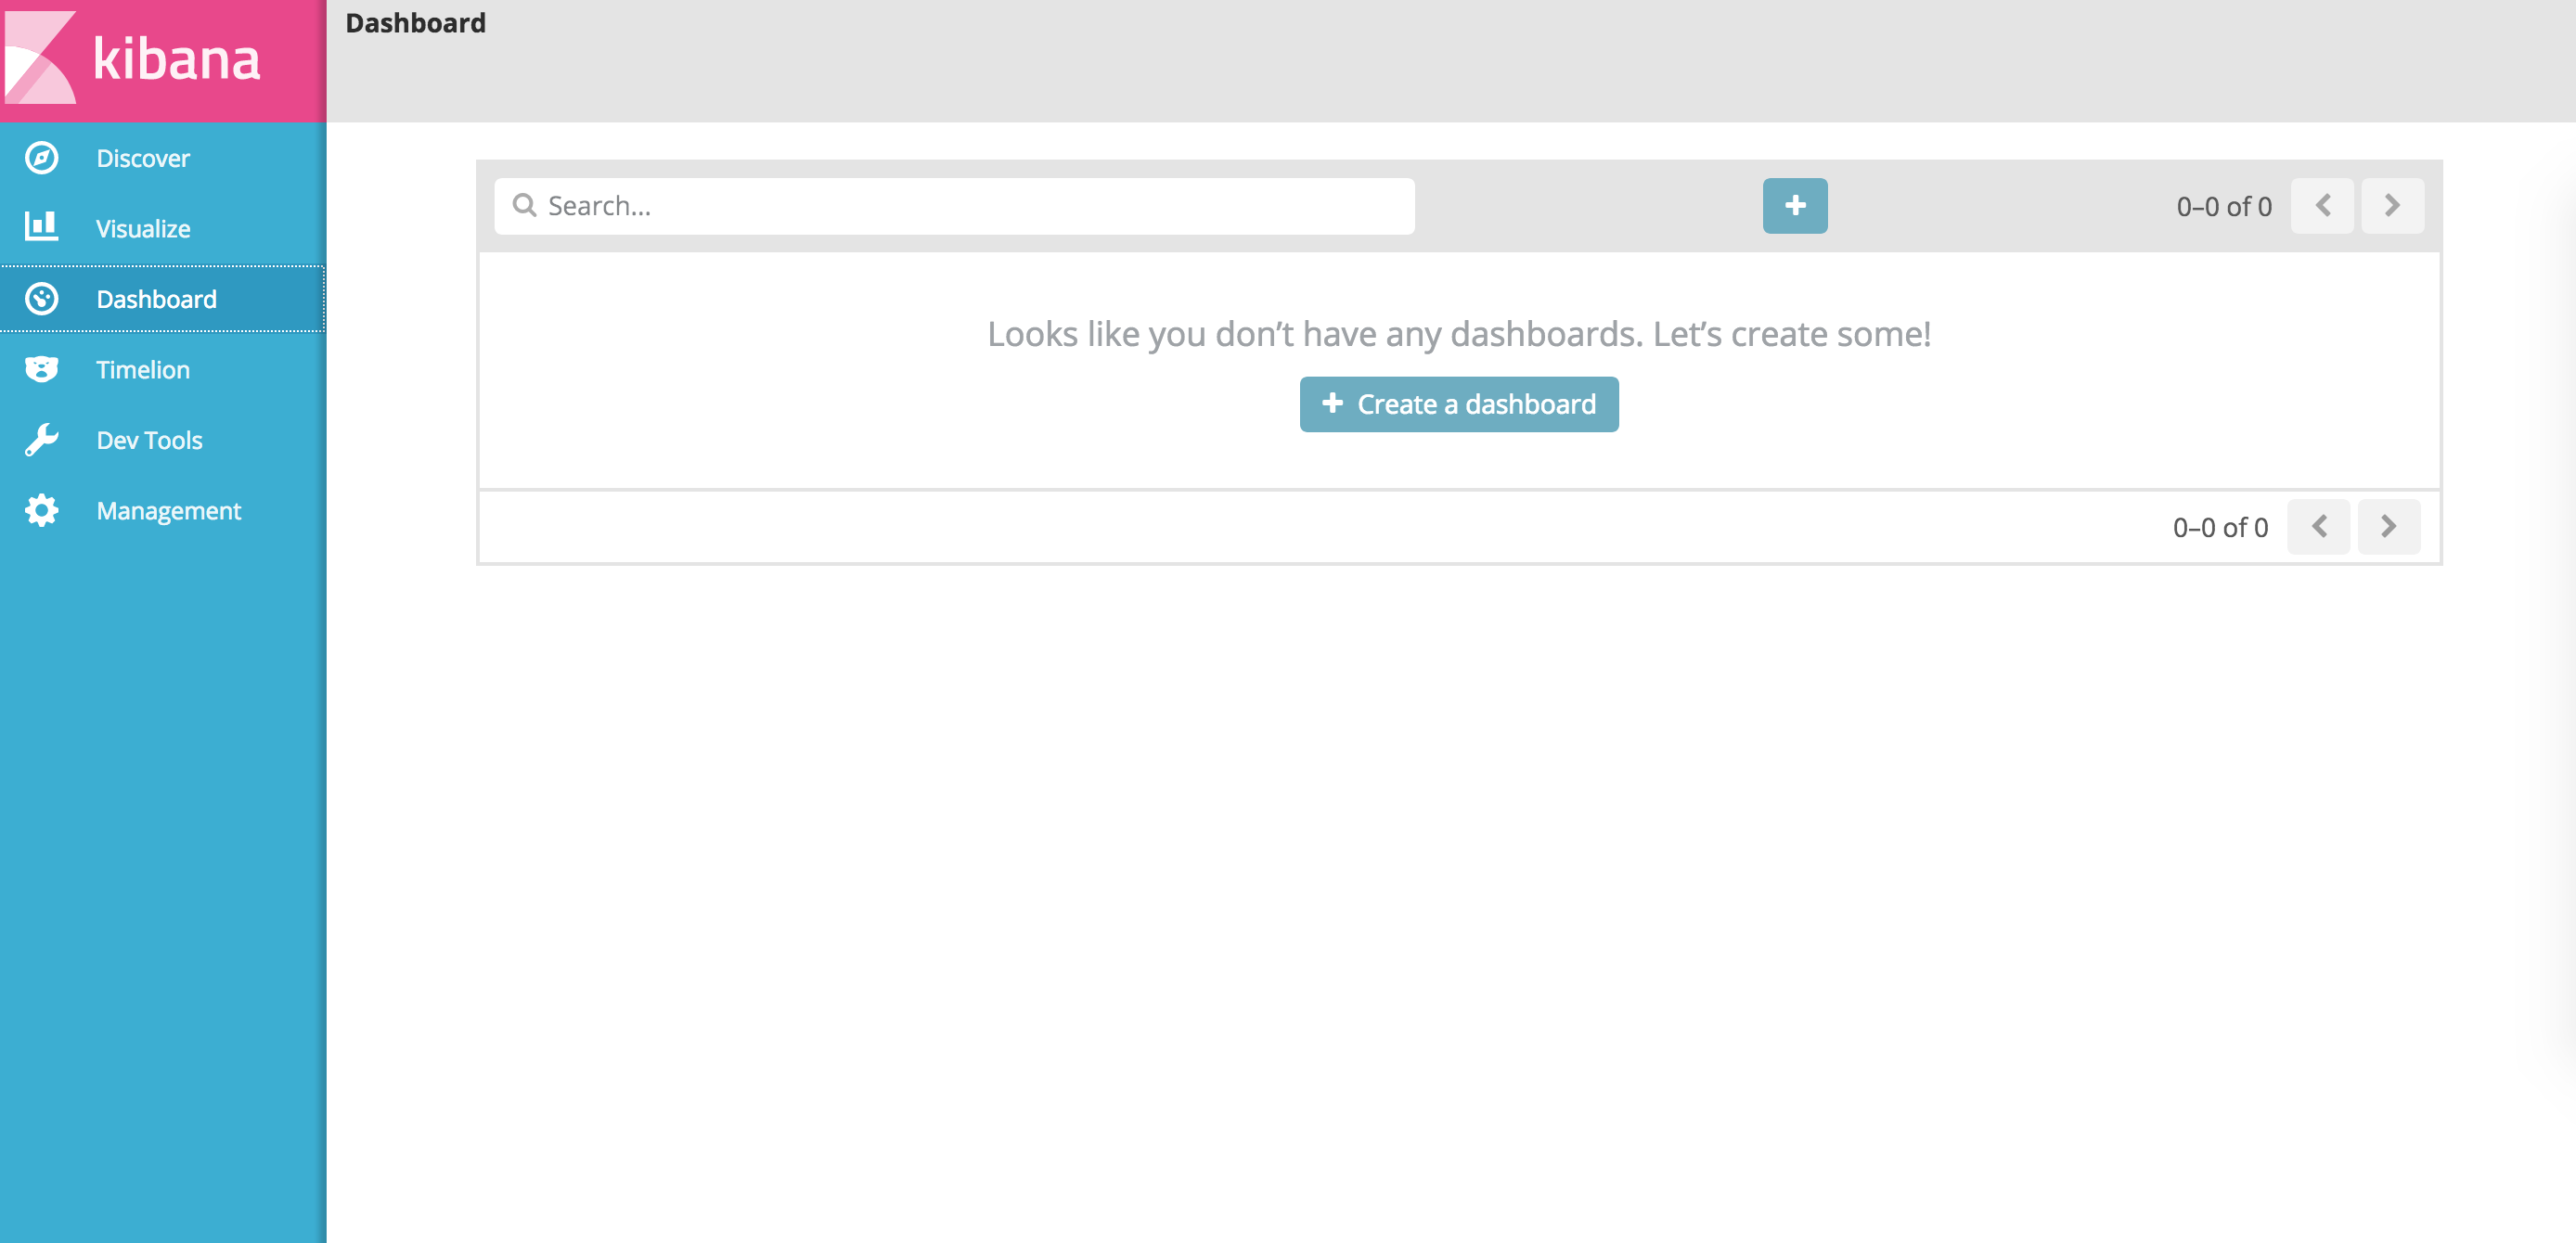 kibana
Dashboard
Discover
Visualize
Dashboard
Timelion
Dev Tools
Management
Search...
0–0 of 0
Looks like you don’t have any dashboards. Let’s create some!
Create a dashboard
0–0 of 0